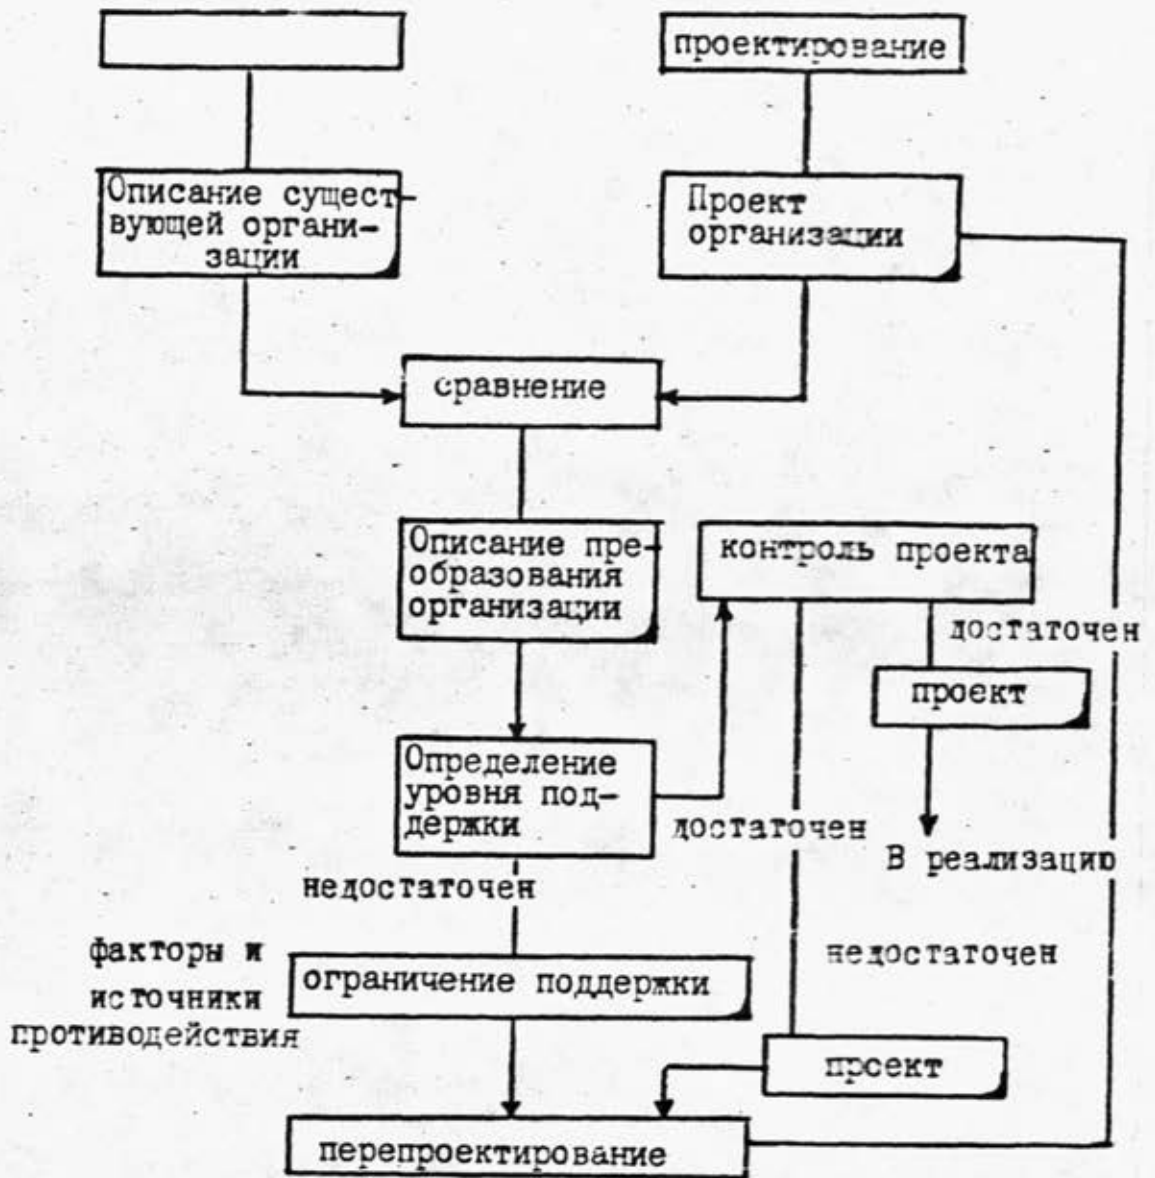 проектирование
Описание сущест-
вующей органи-
зации
Проект
организации
сравнение
Описание пре-
образования
организации
контроль проекта
достаточен
проект
Определение
уровня под-
держки
достаточен
В реализацию
недостаточен
факторы и
источники
противодействия
ограничение поддержки
недостаточен
проект
перепроектирование